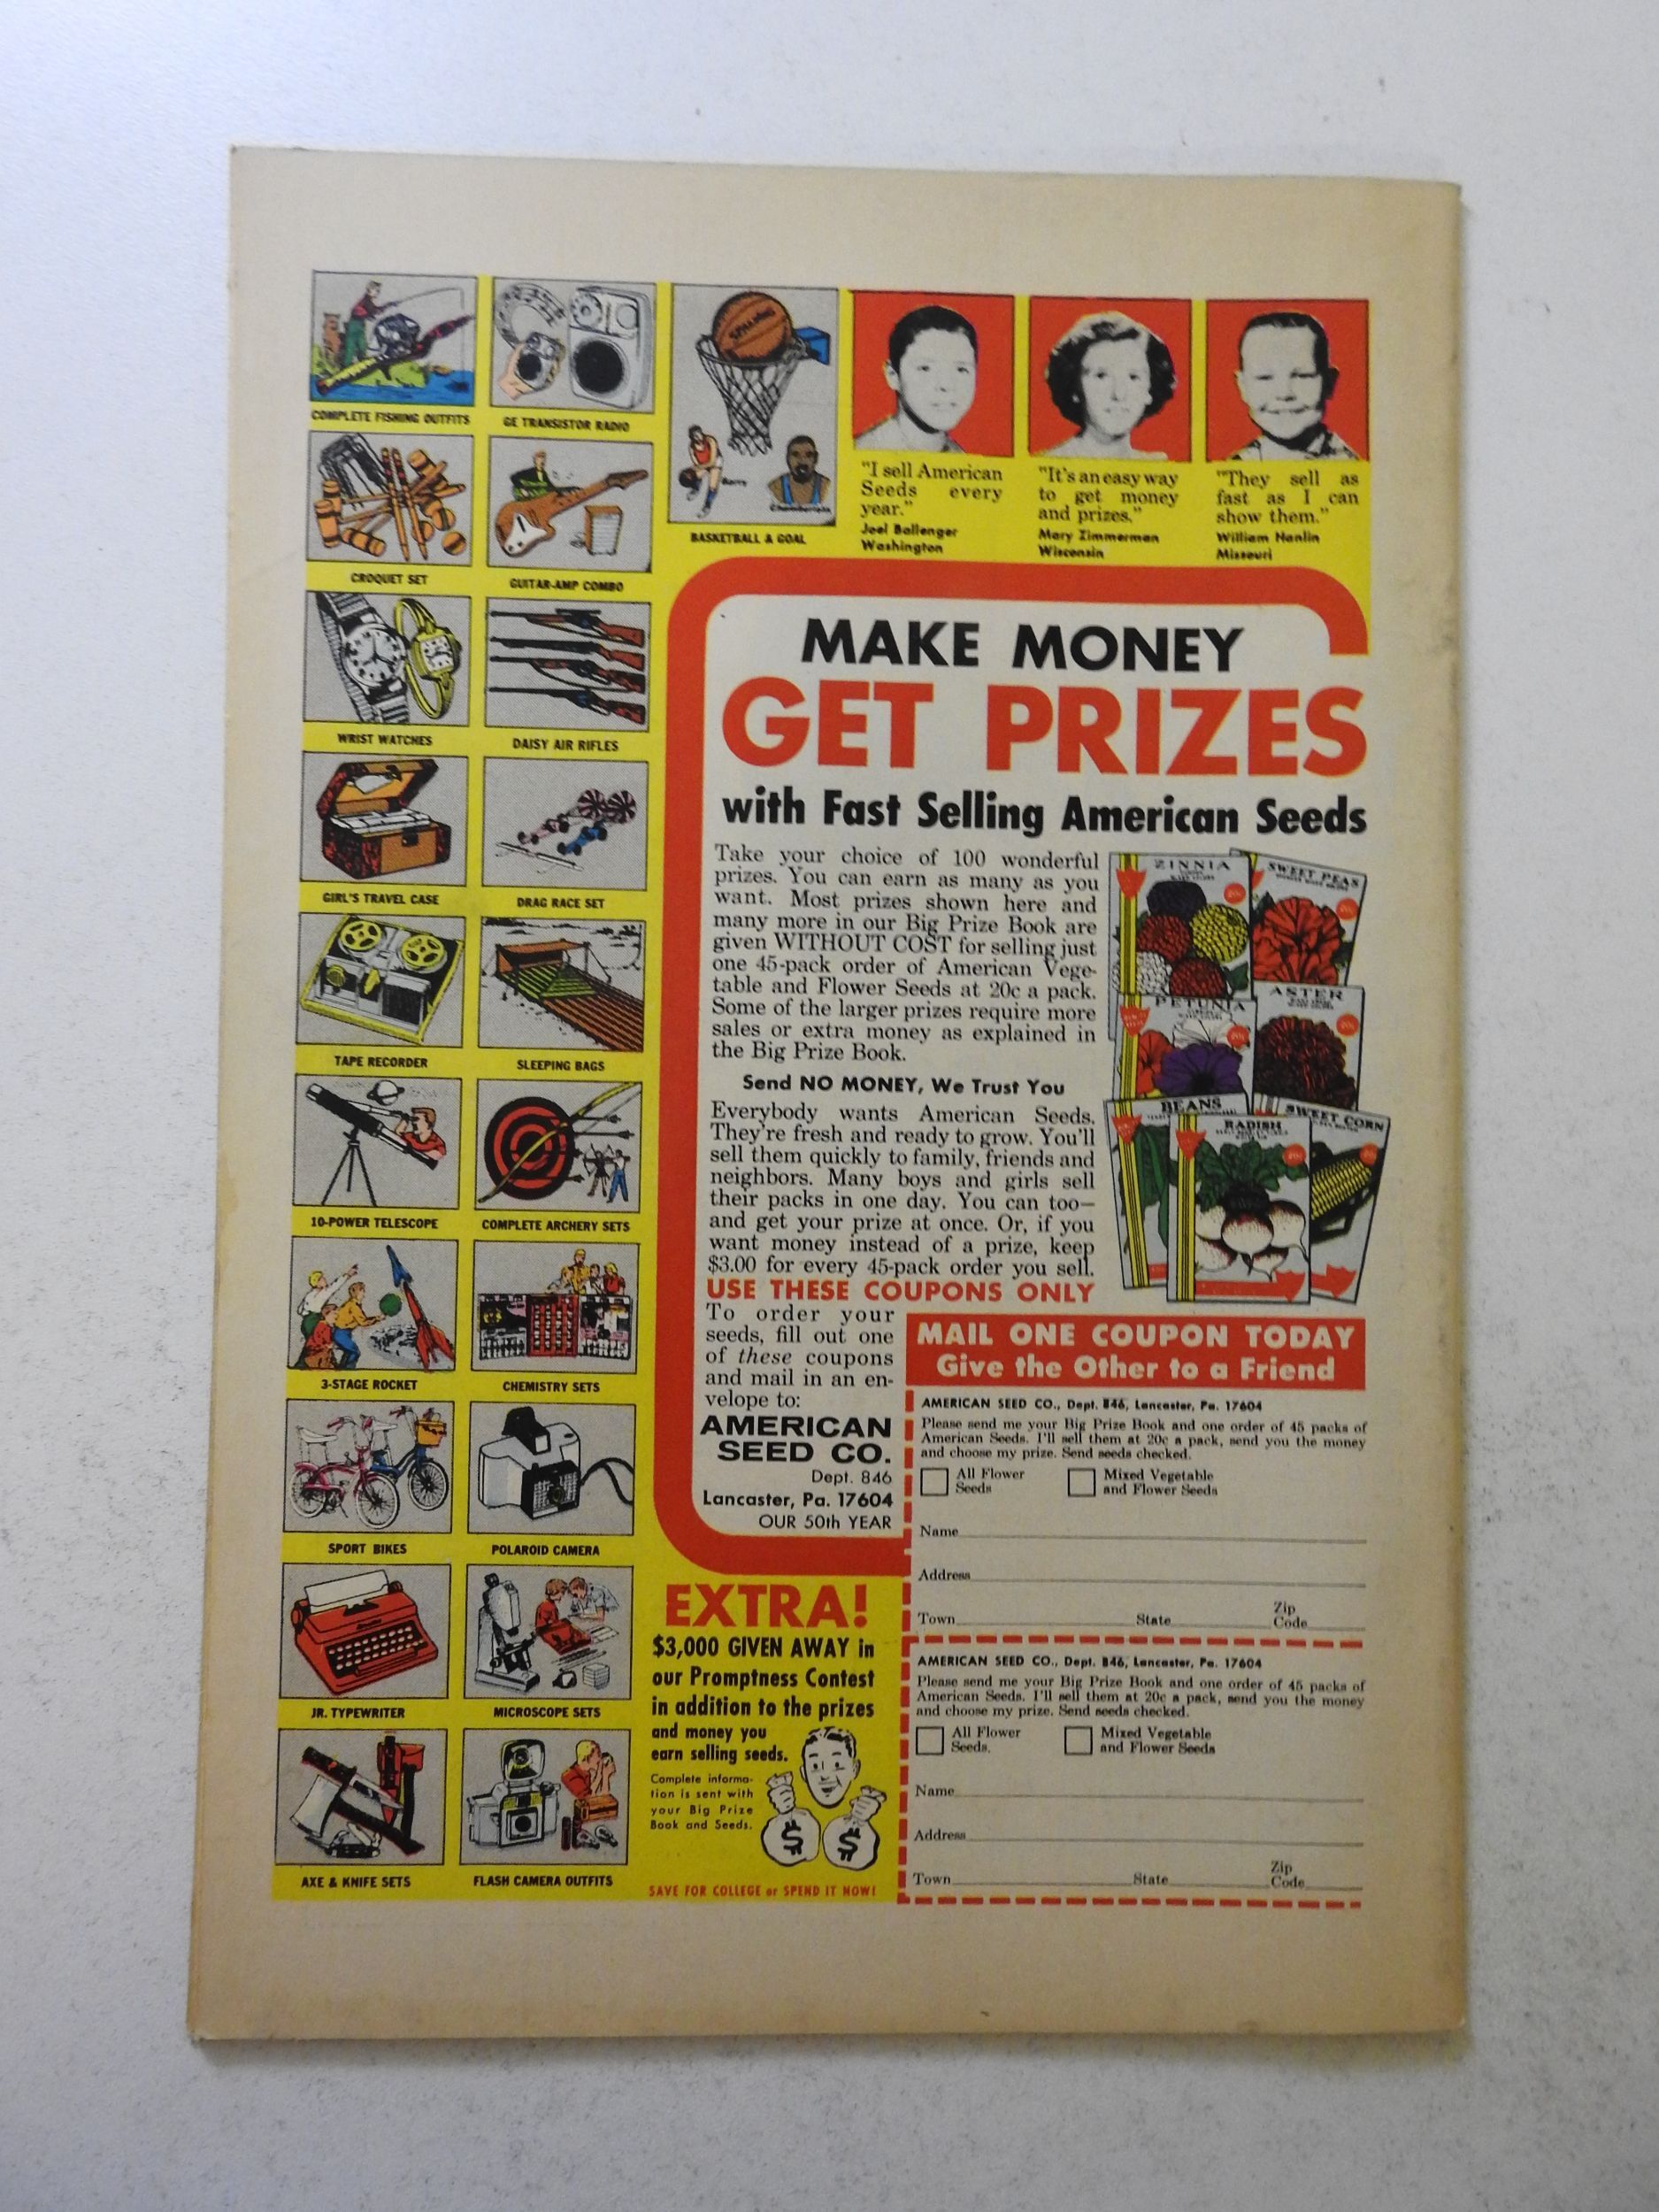 COMPLETE FISHING OUTFITS
GE TRANSISTOR RADIO
SPALDING
Barry
Chamberlain
BASKETBALL & GOAL
CROQUET SET
GUITAR-AMP COMBO
WRIST WATCHES
DAISY AIR RIFLES
GIRL'S TRAVEL CASE
DRAG RACE SET
TAPE RECORDER
SLEEPING BAGS
10-POWER TELESCOPE
COMPLETE ARCHERY SETS
3-STAGE ROCKET
CHEMISTRY SETS
SPORT BIKES
POLAROID CAMERA
JR. TYPEWRITER
MICROSCOPE SETS
AXE & KNIFE SETS
FLASH CAMERA OUTFITS
"I sell American
Seeds every
year."
Joel Ballenger
Washington
"It's an easy way
to get money
and prizes."
Mary Zimmerman
Wisconsin
"They sell as
fast as I can
show them."
William Hanlin
Missouri
MAKE MONEY
GET PRIZES
with Fast Selling American Seeds
Take your choice of 100 wonderful
prizes. You can earn as many as you
want. Most prizes shown here and
many more in our Big Prize Book are
given WITHOUT COST for selling just
one 45-pack order of American Vege-
table and Flower Seeds at 20c a pack.
Some of the larger prizes require more
sales or extra money as explained in
the Big Prize Book.
Send NO MONEY, We Trust You
Everybody wants American Seeds.
They're fresh and ready to grow. You'll
sell them quickly to family, friends and
neighbors. Many boys and girls sell
their packs in one day. You can too—
and get your prize at once. Or, if you
want money instead of a prize, keep
$3.00 for every 45-pack order you sell.
USE THESE COUPONS ONLY
To order your
seeds, fill out one
of these coupons
and mail in an en-
velope to:
AMERICAN
SEED CO.
Dept. 846
Lancaster, Pa. 17604
OUR 50th YEAR
ZINNIA
20c
SWEET PEAS
PETUNIA
20c
ASTER
20c
BEANS
RADISH
20c
SWEET CORN
MAIL ONE COUPON TODAY
Give the Other to a Friend
AMERICAN SEED CO., Dept. 846, Lancaster, Pa. 17604
Please send me your Big Prize Book and one order of 45 packs of
American Seeds. I'll sell them at 20c a pack, send you the money
and choose my prize. Send seeds checked.
All Flower
Seeds
Mixed Vegetable
and Flower Seeds
Name
Address
Town State Zip
Code
AMERICAN SEED CO., Dept. 846, Lancaster, Pa. 17604
Please send me your Big Prize Book and one order of 45 packs of
American Seeds. I'll sell them at 20c a pack, send you the money
and choose my prize. Send seeds checked.
All Flower
Seeds.
Mixed Vegetable
and Flower Seeds
Name
Address
Town State Zip
Code
EXTRA!
$3,000 GIVEN AWAY in
our Promptness Contest
in addition to the prizes
and money you
earn selling seeds.
Complete informa-
tion is sent with
your Big Prize
Book and Seeds.
$ $
SAVE FOR COLLEGE or SPEND IT NOW!